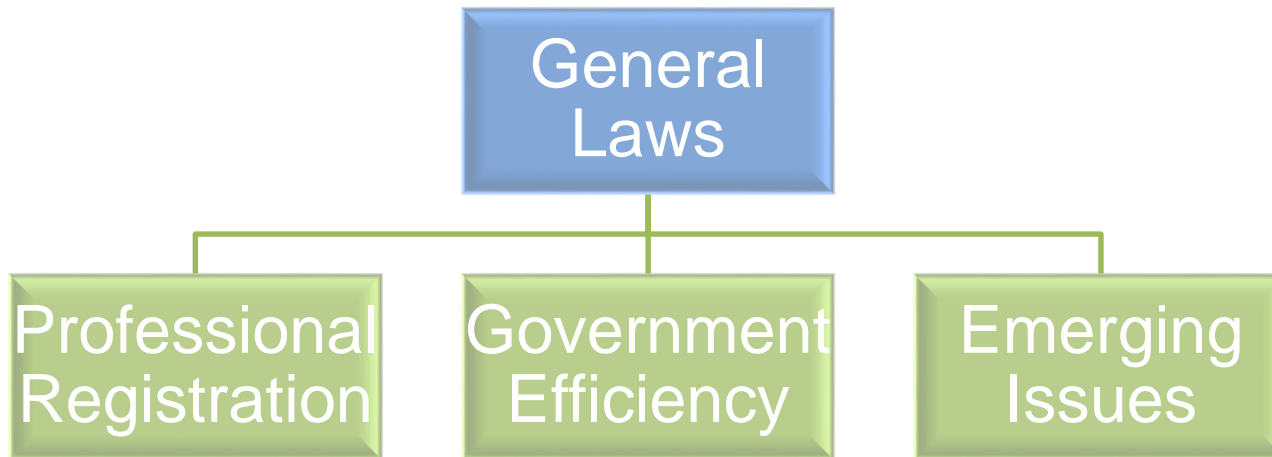 General
Laws
Professional
Registration
Government
Efficiency
Emerging
Issues